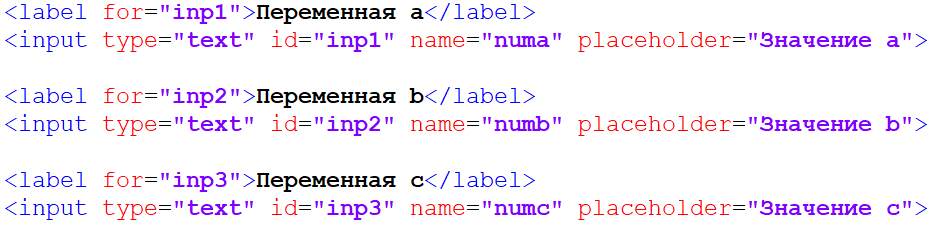 <label for="inp1">Переменная a</label>
<input type="text" id="inp1" name="numa" placeholder="Значение a">
<label for="inp2">Переменная b</label>
<input type="text" id="inp2" name="numb" placeholder="Значение b">
<label for="inp3">Переменная c</label>
<input type="text" id="inp3" name="numc" placeholder="Значение c">